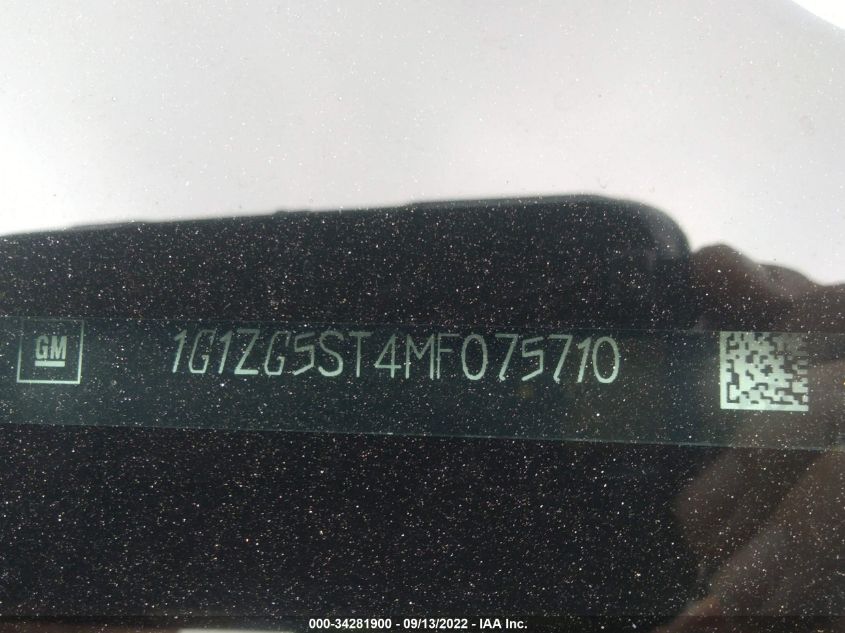 GM 1G1ZG5ST4MF075710
000-34281900 - 09/13/2022 - IAA Inc.